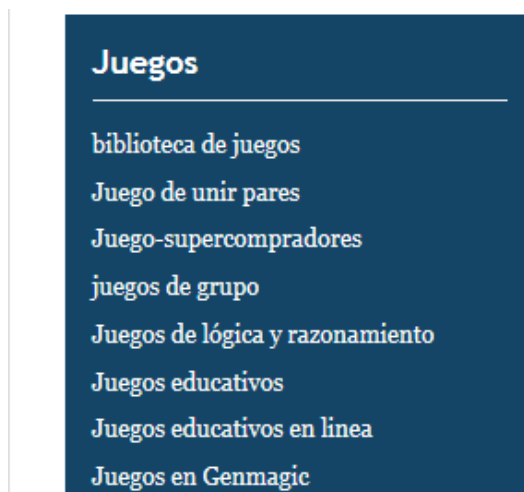 Juegos
biblioteca de juegos
Juego de unir pares
Juego-supercompradores
juegos de grupo
Juegos de lógica y razonamiento
Juegos educativos
Juegos educativos en linea
Juegos en Genmagic